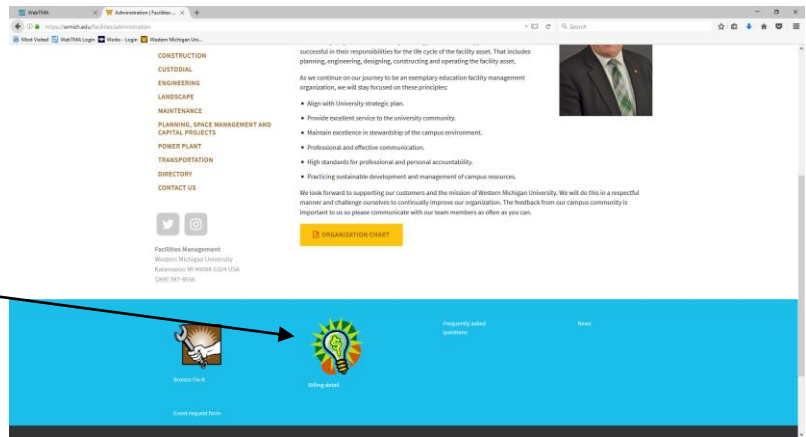 WebTMA
Administration | Facilities...
https://wmich.edu/facilities/administration
Search
Most Visited WebTMA Login Works - Login Western Michigan Uni...
CONSTRUCTION
CUSTODIAL
ENGINEERING
LANDSCAPE
MAINTENANCE
PLANNING, SPACE MANAGEMENT AND
CAPITAL PROJECTS
POWER PLANT
TRANSPORTATION
DIRECTORY
CONTACT US
Facilities Management
Western Michigan University
Kalamazoo MI 49008-5324 USA
(269) 387-8556
successful in their responsibilities for the life cycle of the facility asset. That includes
planning, engineering, designing, constructing and operating the facility asset.
As we continue on our journey to be an exemplary education facility management
organization, we will stay focused on these principles:
• Align with University strategic plan.
• Provide excellent service to the university community.
• Maintain excellence in stewardship of the campus environment.
• Professional and effective communication.
• High standards for professional and personal accountability.
• Practicing sustainable development and management of campus resources.
We look forward to supporting our customers and the mission of Western Michigan University. We will do this in a respectful
manner and challenge ourselves to continually improve our organization. The feedback from our campus community is
important to us so please communicate with our team members as often as you can.
ORGANIZATION CHART
Bronco Fix-it
Event request form
Billing detail
Frequently asked
questions
News